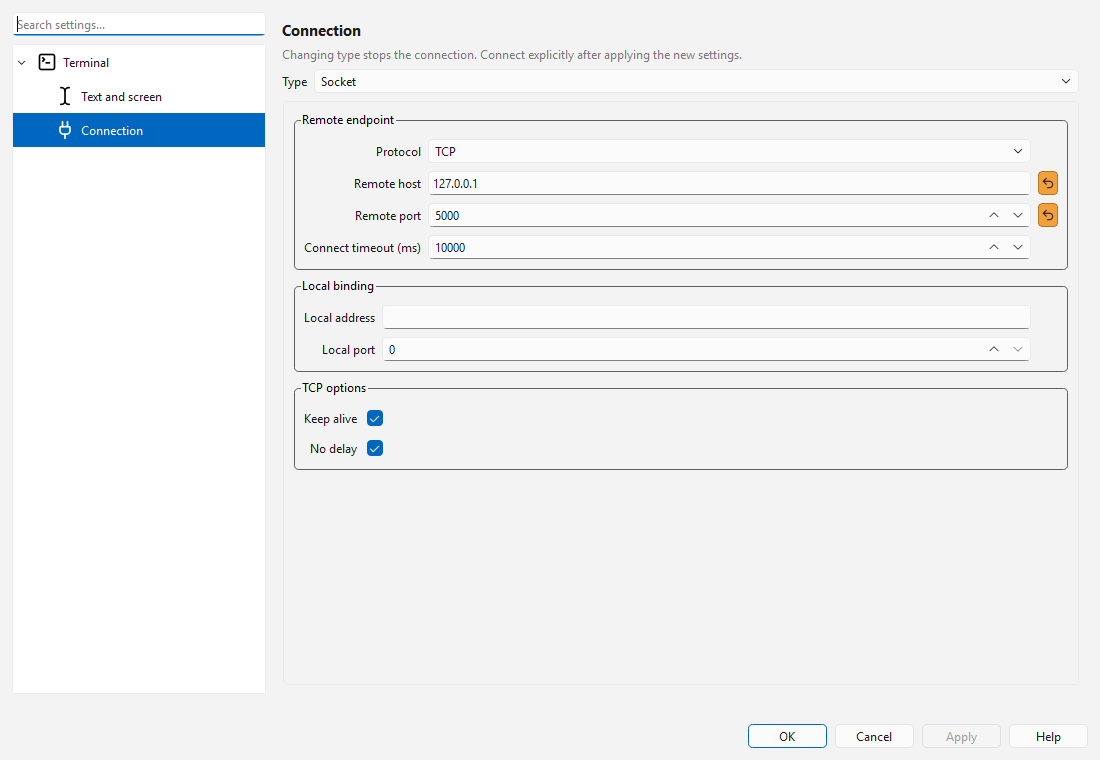 Search settings...
Terminal
Text and screen
Connection
Connection
Changing type stops the connection. Connect explicitly after applying the new settings.
Type Socket
Remote endpoint
Protocol TCP
Remote host 127.0.0.1
Remote port 5000
Connect timeout (ms) 10000
Local binding
Local address
Local port 0
TCP options
Keep alive
No delay
OK Cancel Apply Help